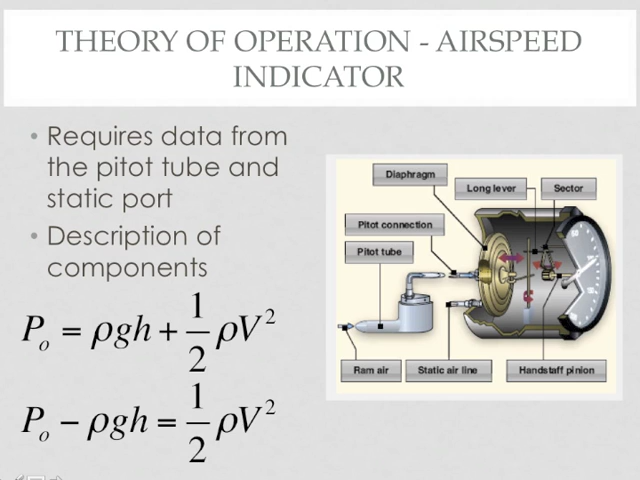 THEORY OF OPERATION - AIRSPEED
INDICATOR
• Requires data from
the pitot tube and
static port
• Description of
components
P_o = ρgh + 1/2 ρV²
P_o − ρgh = 1/2 ρV²
Diaphragm
Long lever
Sector
Pitot connection
Pitot tube
Ram air
Static air line
Handstaff pinion